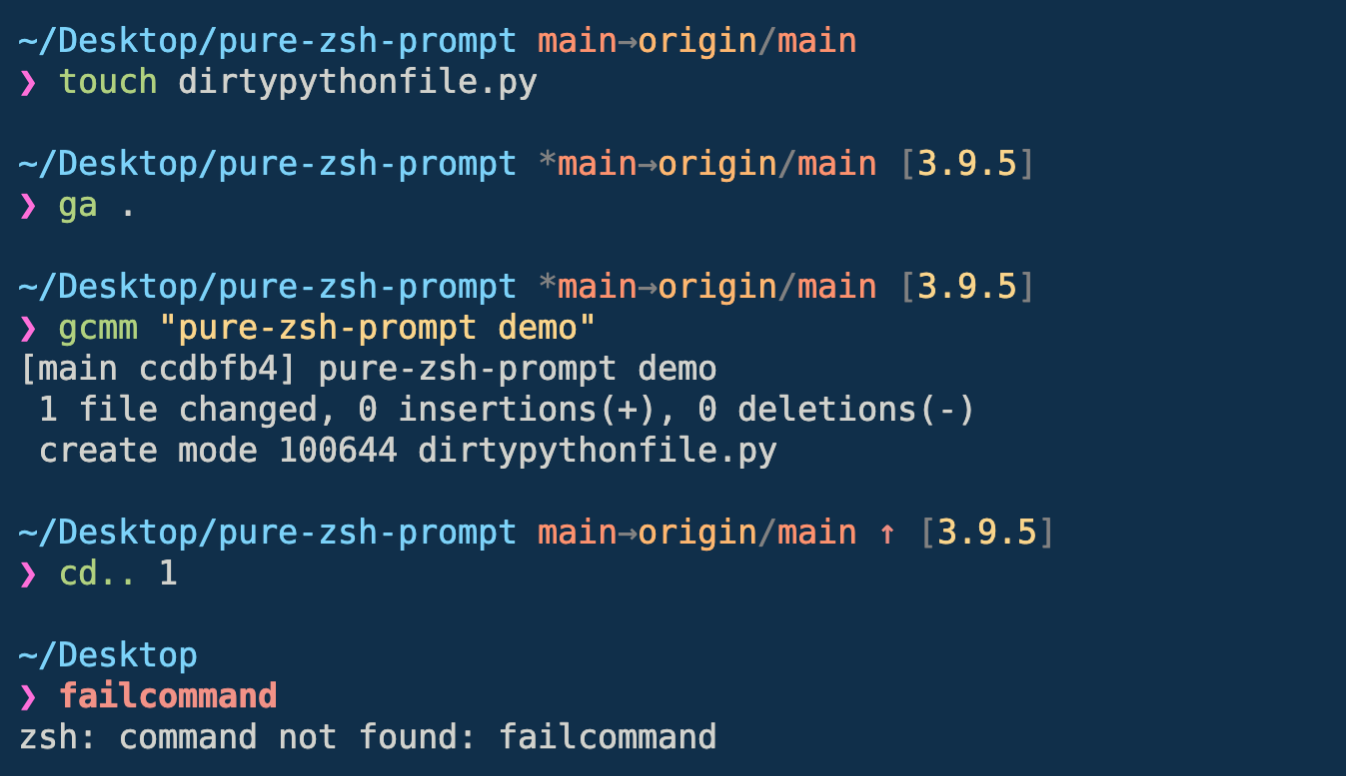 ~/Desktop/pure-zsh-prompt main→origin/main
❯ touch dirtypythonfile.py
~/Desktop/pure-zsh-prompt *main→origin/main [3.9.5]
❯ ga .
~/Desktop/pure-zsh-prompt *main→origin/main [3.9.5]
❯ gcmm "pure-zsh-prompt demo"
[main ccdbfb4] pure-zsh-prompt demo
 1 file changed, 0 insertions(+), 0 deletions(-)
 create mode 100644 dirtypythonfile.py
~/Desktop/pure-zsh-prompt main→origin/main ↑ [3.9.5]
❯ cd.. 1
~/Desktop
❯ failcommand
zsh: command not found: failcommand